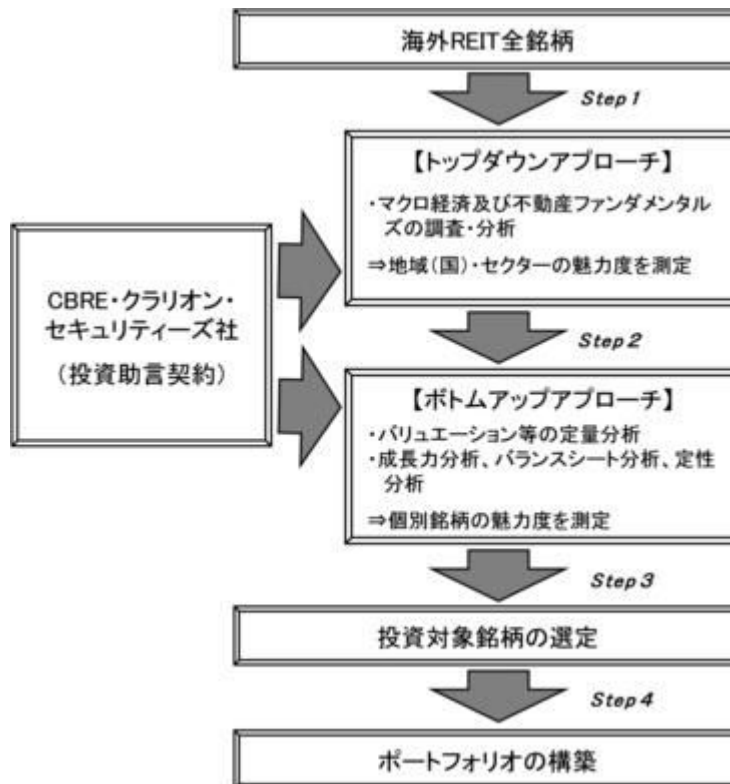 海外REIT全銘柄
Step 1
【トップダウンアプローチ】
・マクロ経済及び不動産ファンダメンタル
ズの調査・分析
⇒地域(国)・セクターの魅力度を測定
CBRE・クラリオン・
セキュリティーズ社
(投資助言契約)
Step 2
【ボトムアップアプローチ】
・バリュエーション等の定量分析
・成長力分析、バランスシート分析、定性
分析
⇒個別銘柄の魅力度を測定
Step 3
投資対象銘柄の選定
Step 4
ポートフォリオの構築